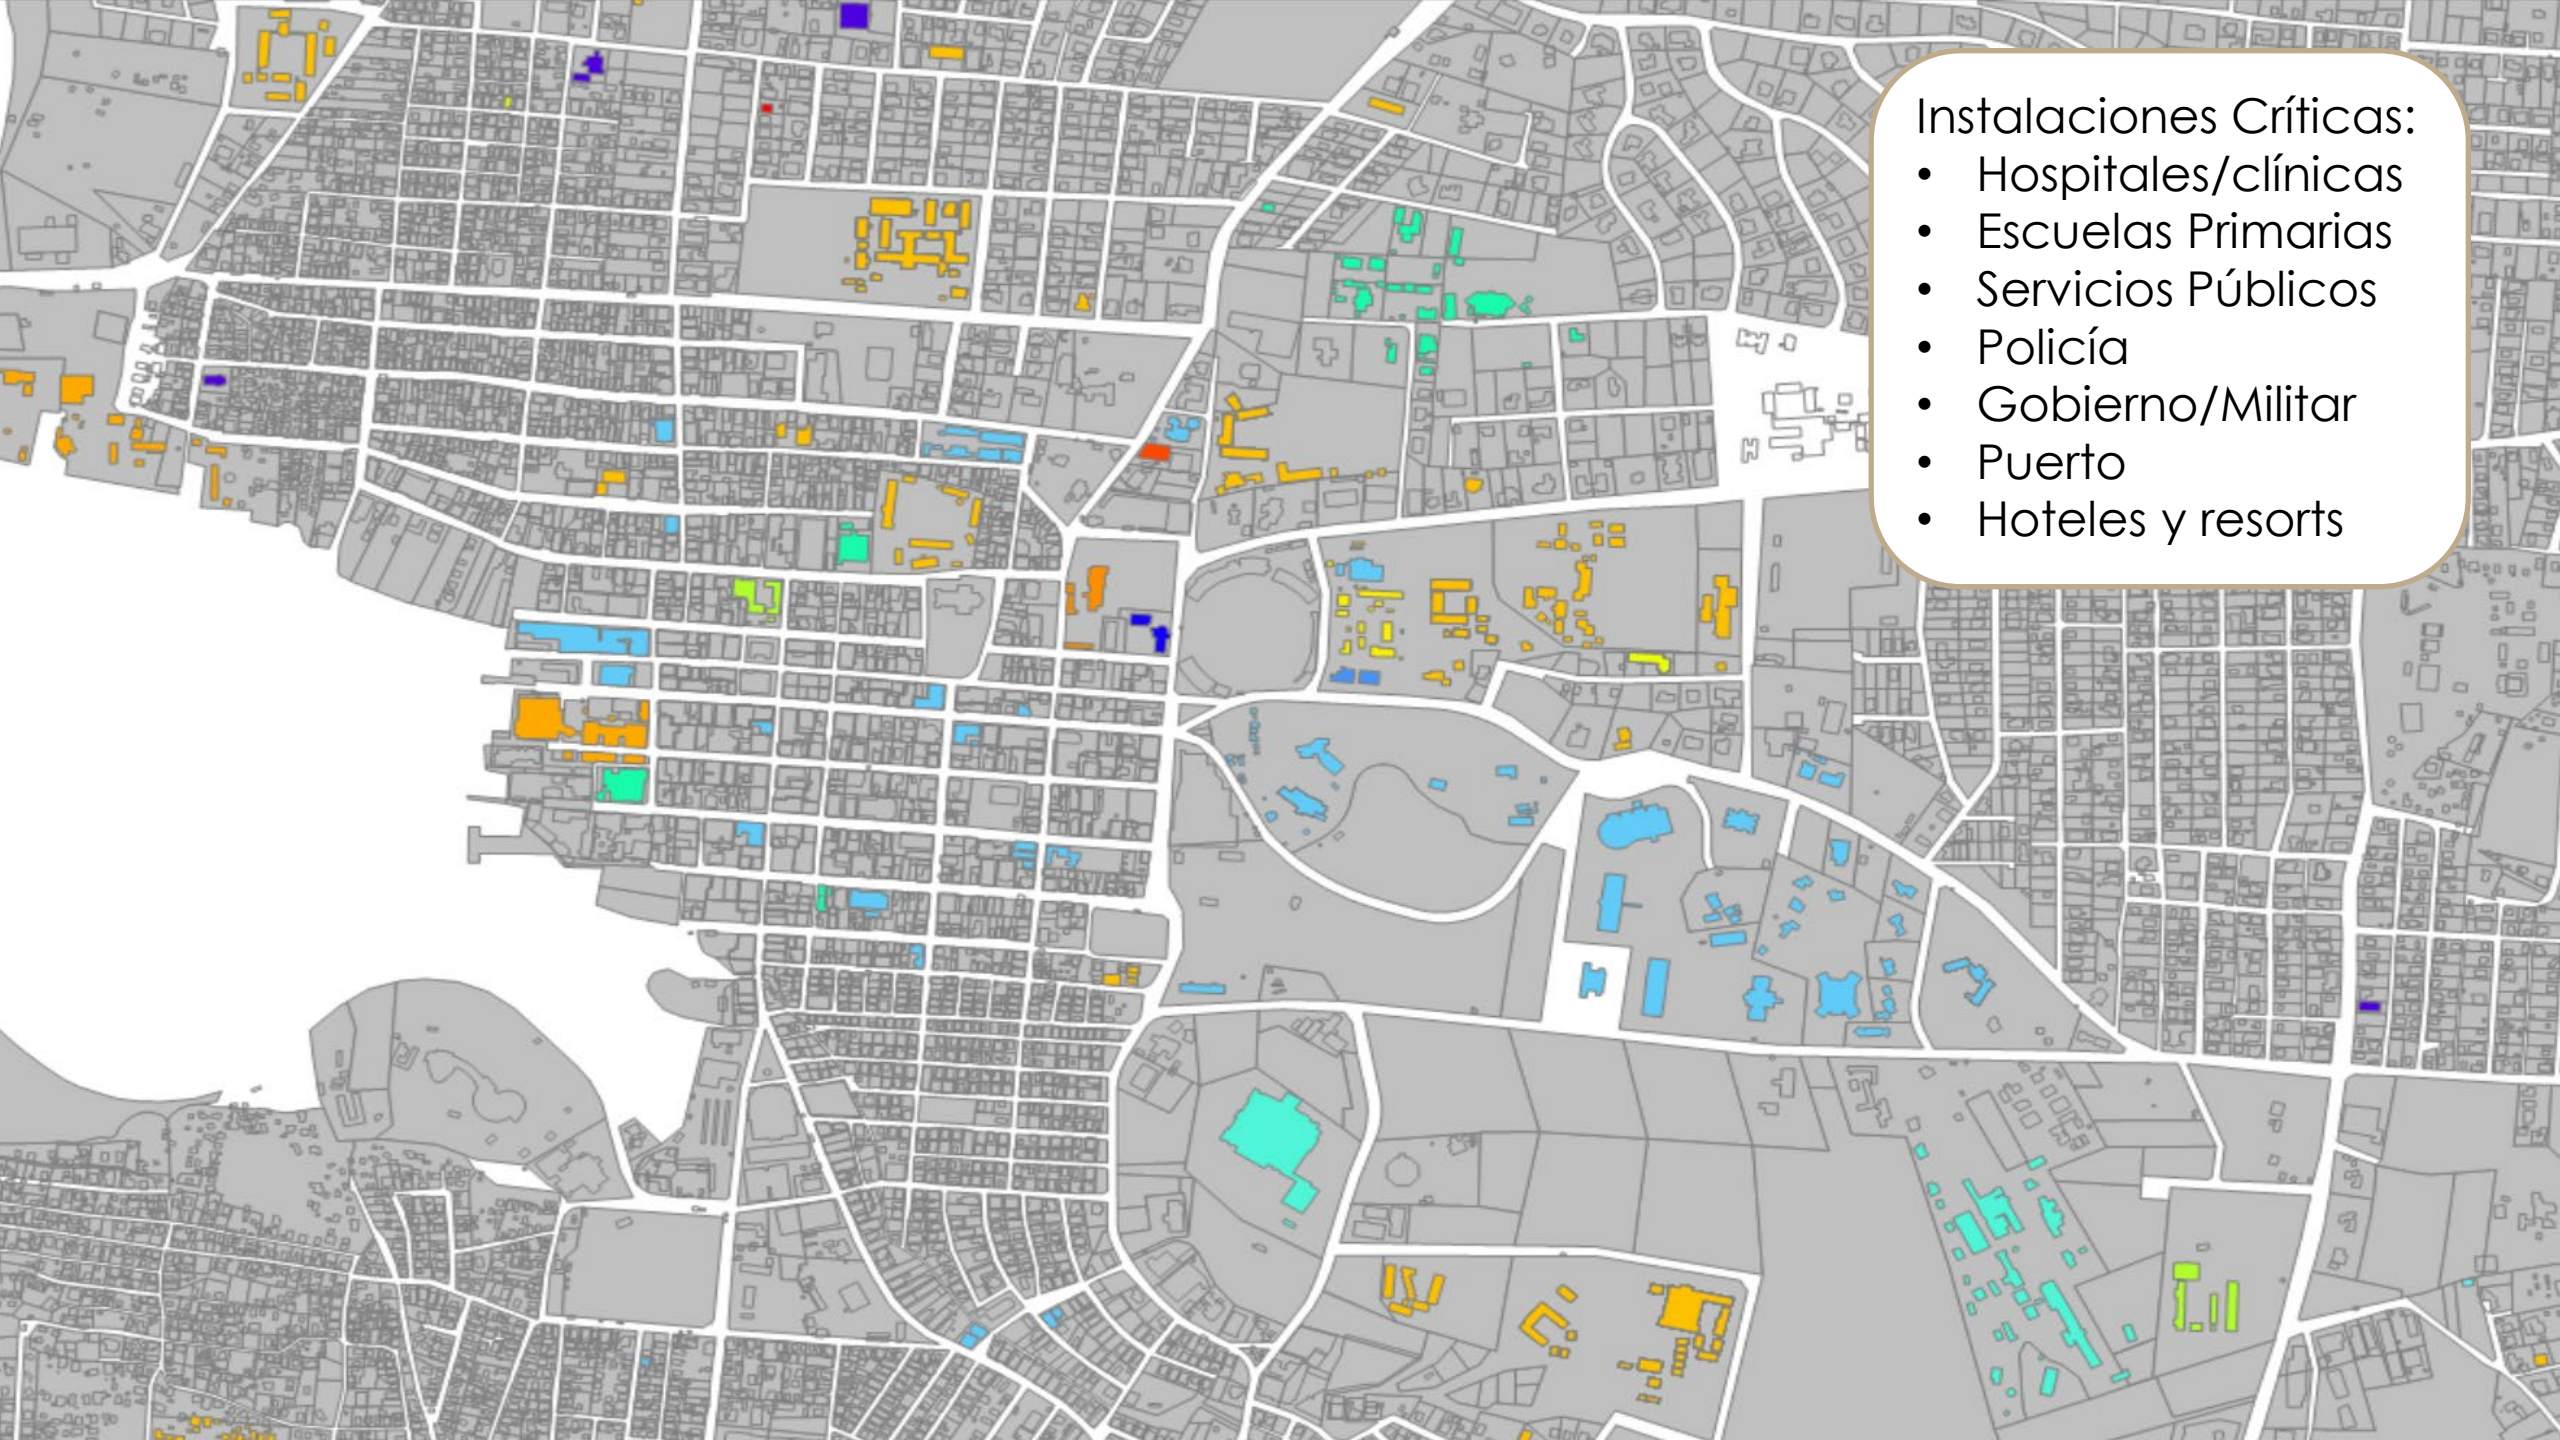 Instalaciones Críticas:
• Hospitales/clínicas
• Escuelas Primarias
• Servicios Públicos
• Policía
• Gobierno/Militar
• Puerto
• Hoteles y resorts